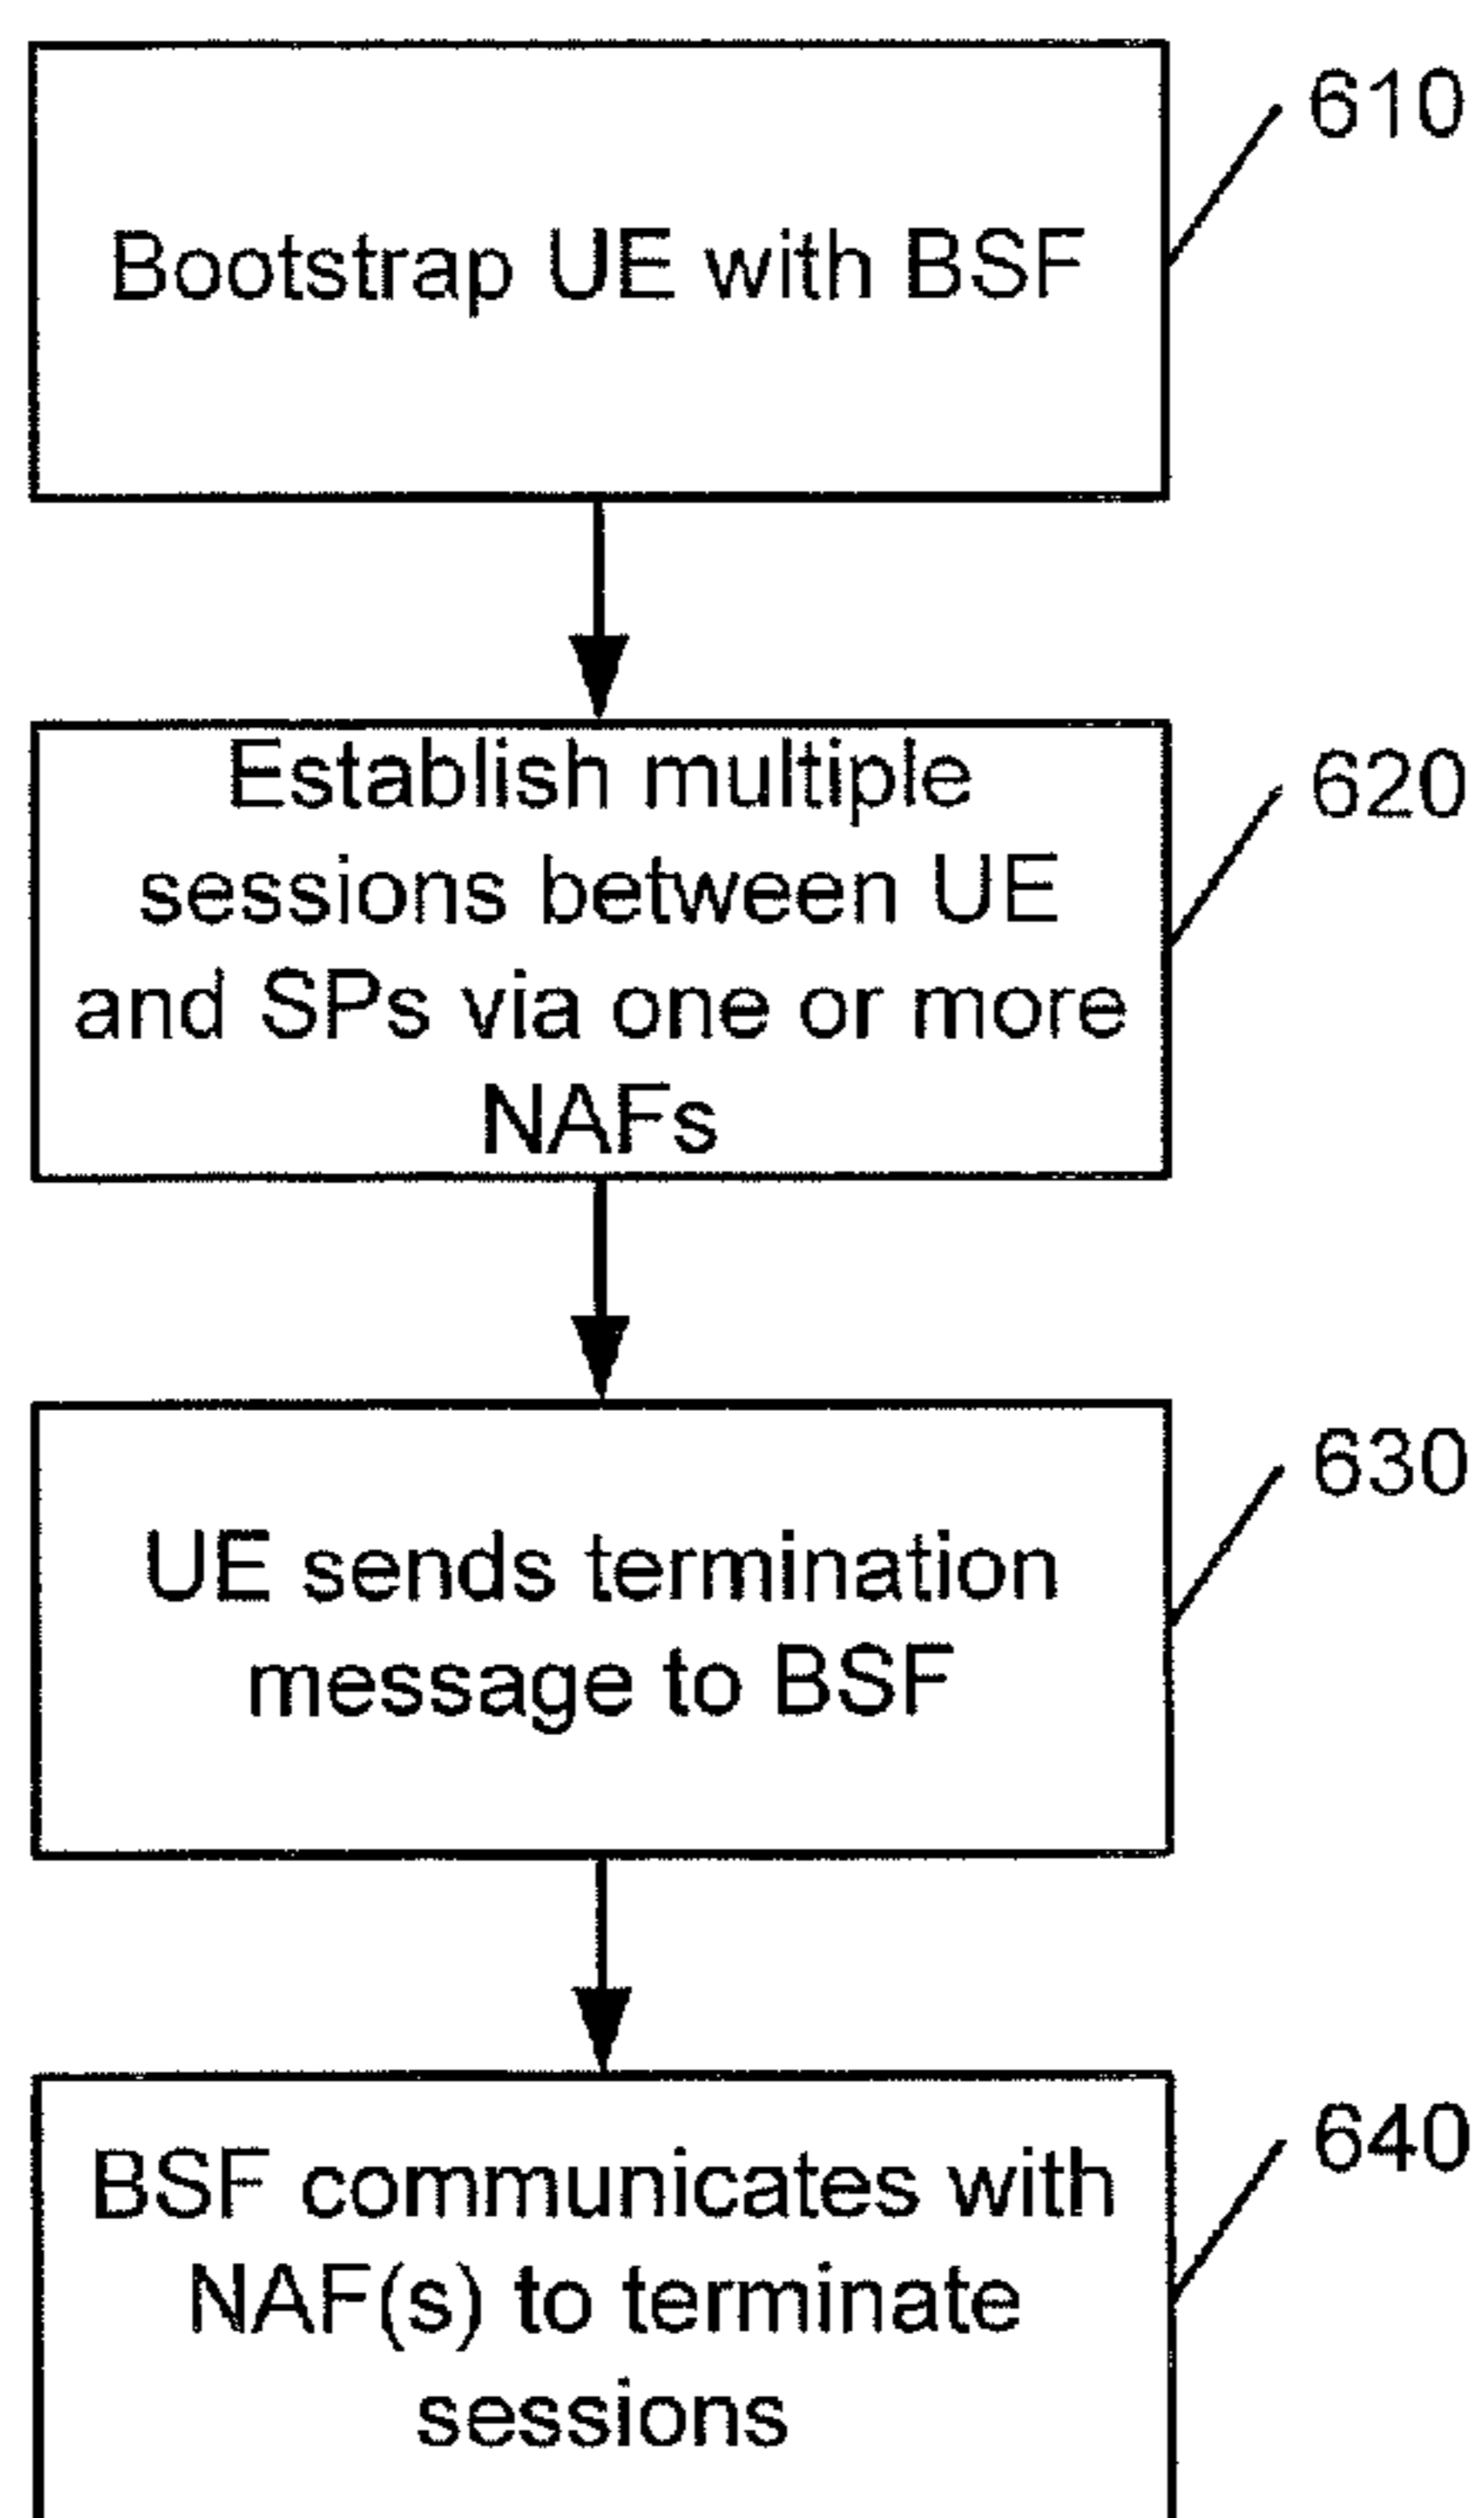 610
Bootstrap UE with BSF
Establish multiple
620
sessions between UE
and SPs via one or more
NAFs
630
UE sends termination
message to BSF
640
BSF communicates with
NAF(s) to terminate
sessions